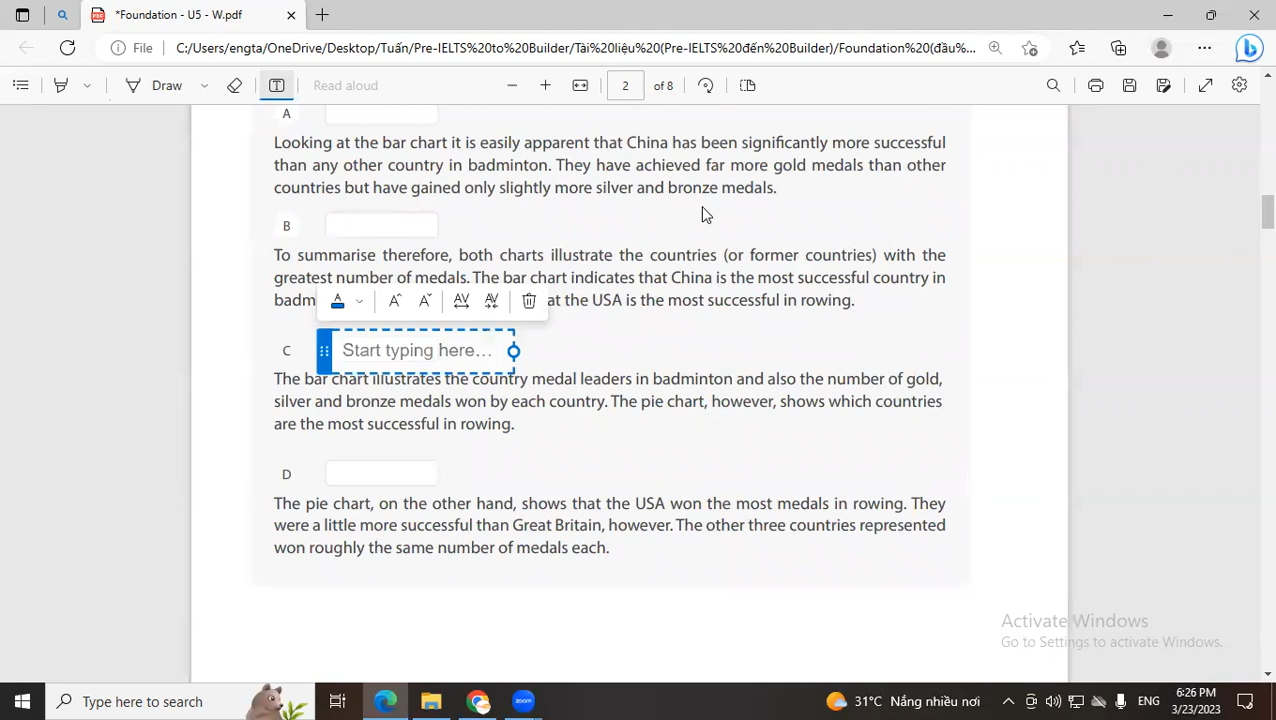 *Foundation - U5 - W.pdf
File
C:/Users/engta/OneDrive/Desktop/Tuấn/Pre-IELTS%20to%20Builder/Tài%20liệu%20(Pre-IELTS%20đến%20Builder)/Foundation%20(đầu%...
Draw
Read aloud
2
of 8
A
Looking at the bar chart it is easily apparent that China has been significantly more successful
than any other country in badminton. They have achieved far more gold medals than other
countries but have gained only slightly more silver and bronze medals.
B
To summarise therefore, both charts illustrate the countries (or former countries) with the
greatest number of medals. The bar chart indicates that China is the most successful country in
badm
at the USA is the most successful in rowing.
C
Start typing here...
The bar chart illustrates the country medal leaders in badminton and also the number of gold,
silver and bronze medals won by each country. The pie chart, however, shows which countries
are the most successful in rowing.
D
The pie chart, on the other hand, shows that the USA won the most medals in rowing. They
were a little more successful than Great Britain, however. The other three countries represented
won roughly the same number of medals each.
Activate Windows
Go to Settings to activate Windows.
Type here to search
zoom
31°C Nắng nhiều nơi
ENG
6:26 PM
3/23/2023